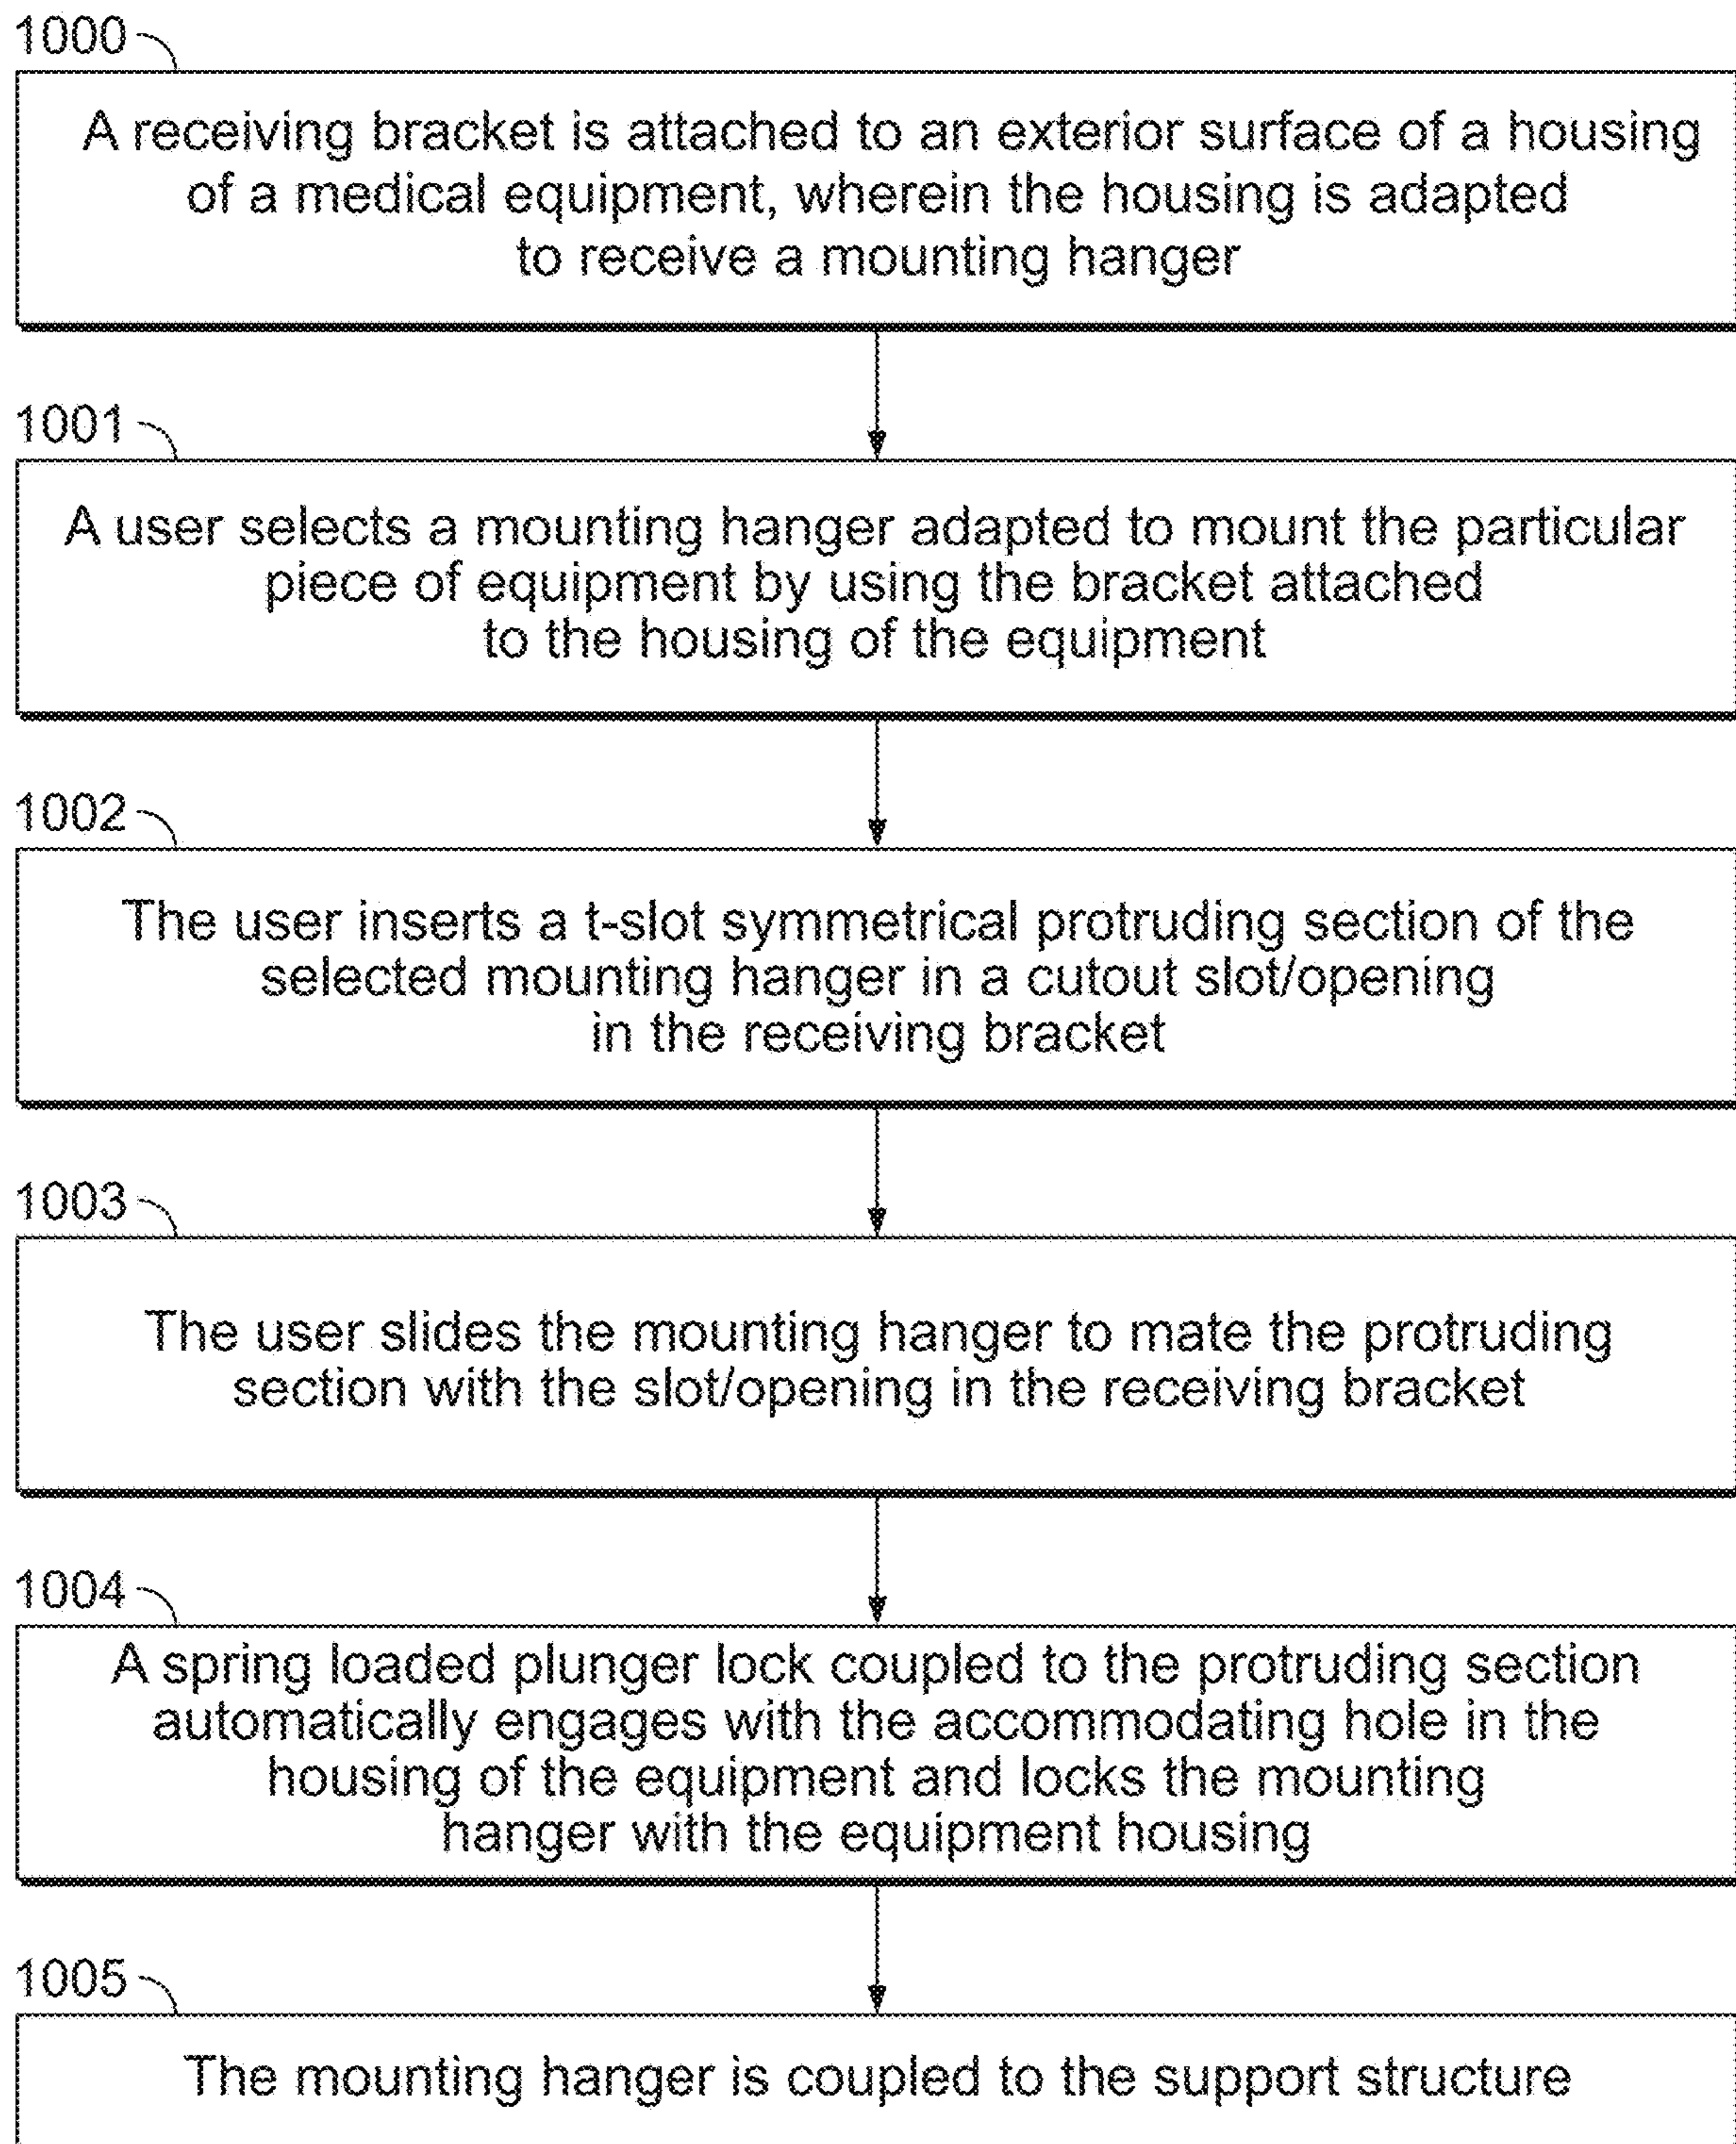 1000
A receiving bracket is attached to an exterior surface of a housing
of a medical equipment, wherein the housing is adapted
to receive a mounting hanger
1001
A user selects a mounting hanger adapted to mount the particular
piece of equipment by using the bracket attached
to the housing of the equipment
1002
The user inserts a t-slot symmetrical protruding section of the
selected mounting hanger in a cutout slot/opening
in the receiving bracket
1003
The user slides the mounting hanger to mate the protruding
section with the slot/opening in the receiving bracket
1004
A spring loaded plunger lock coupled to the protruding section
automatically engages with the accommodating hole in the
housing of the equipment and locks the mounting
hanger with the equipment housing
1005
The mounting hanger is coupled to the support structure